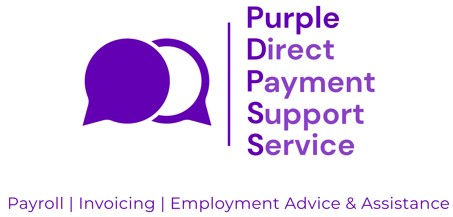 Purple
Direct
Payment
Support
Service
Payroll | Invoicing | Employment Advice & Assistance